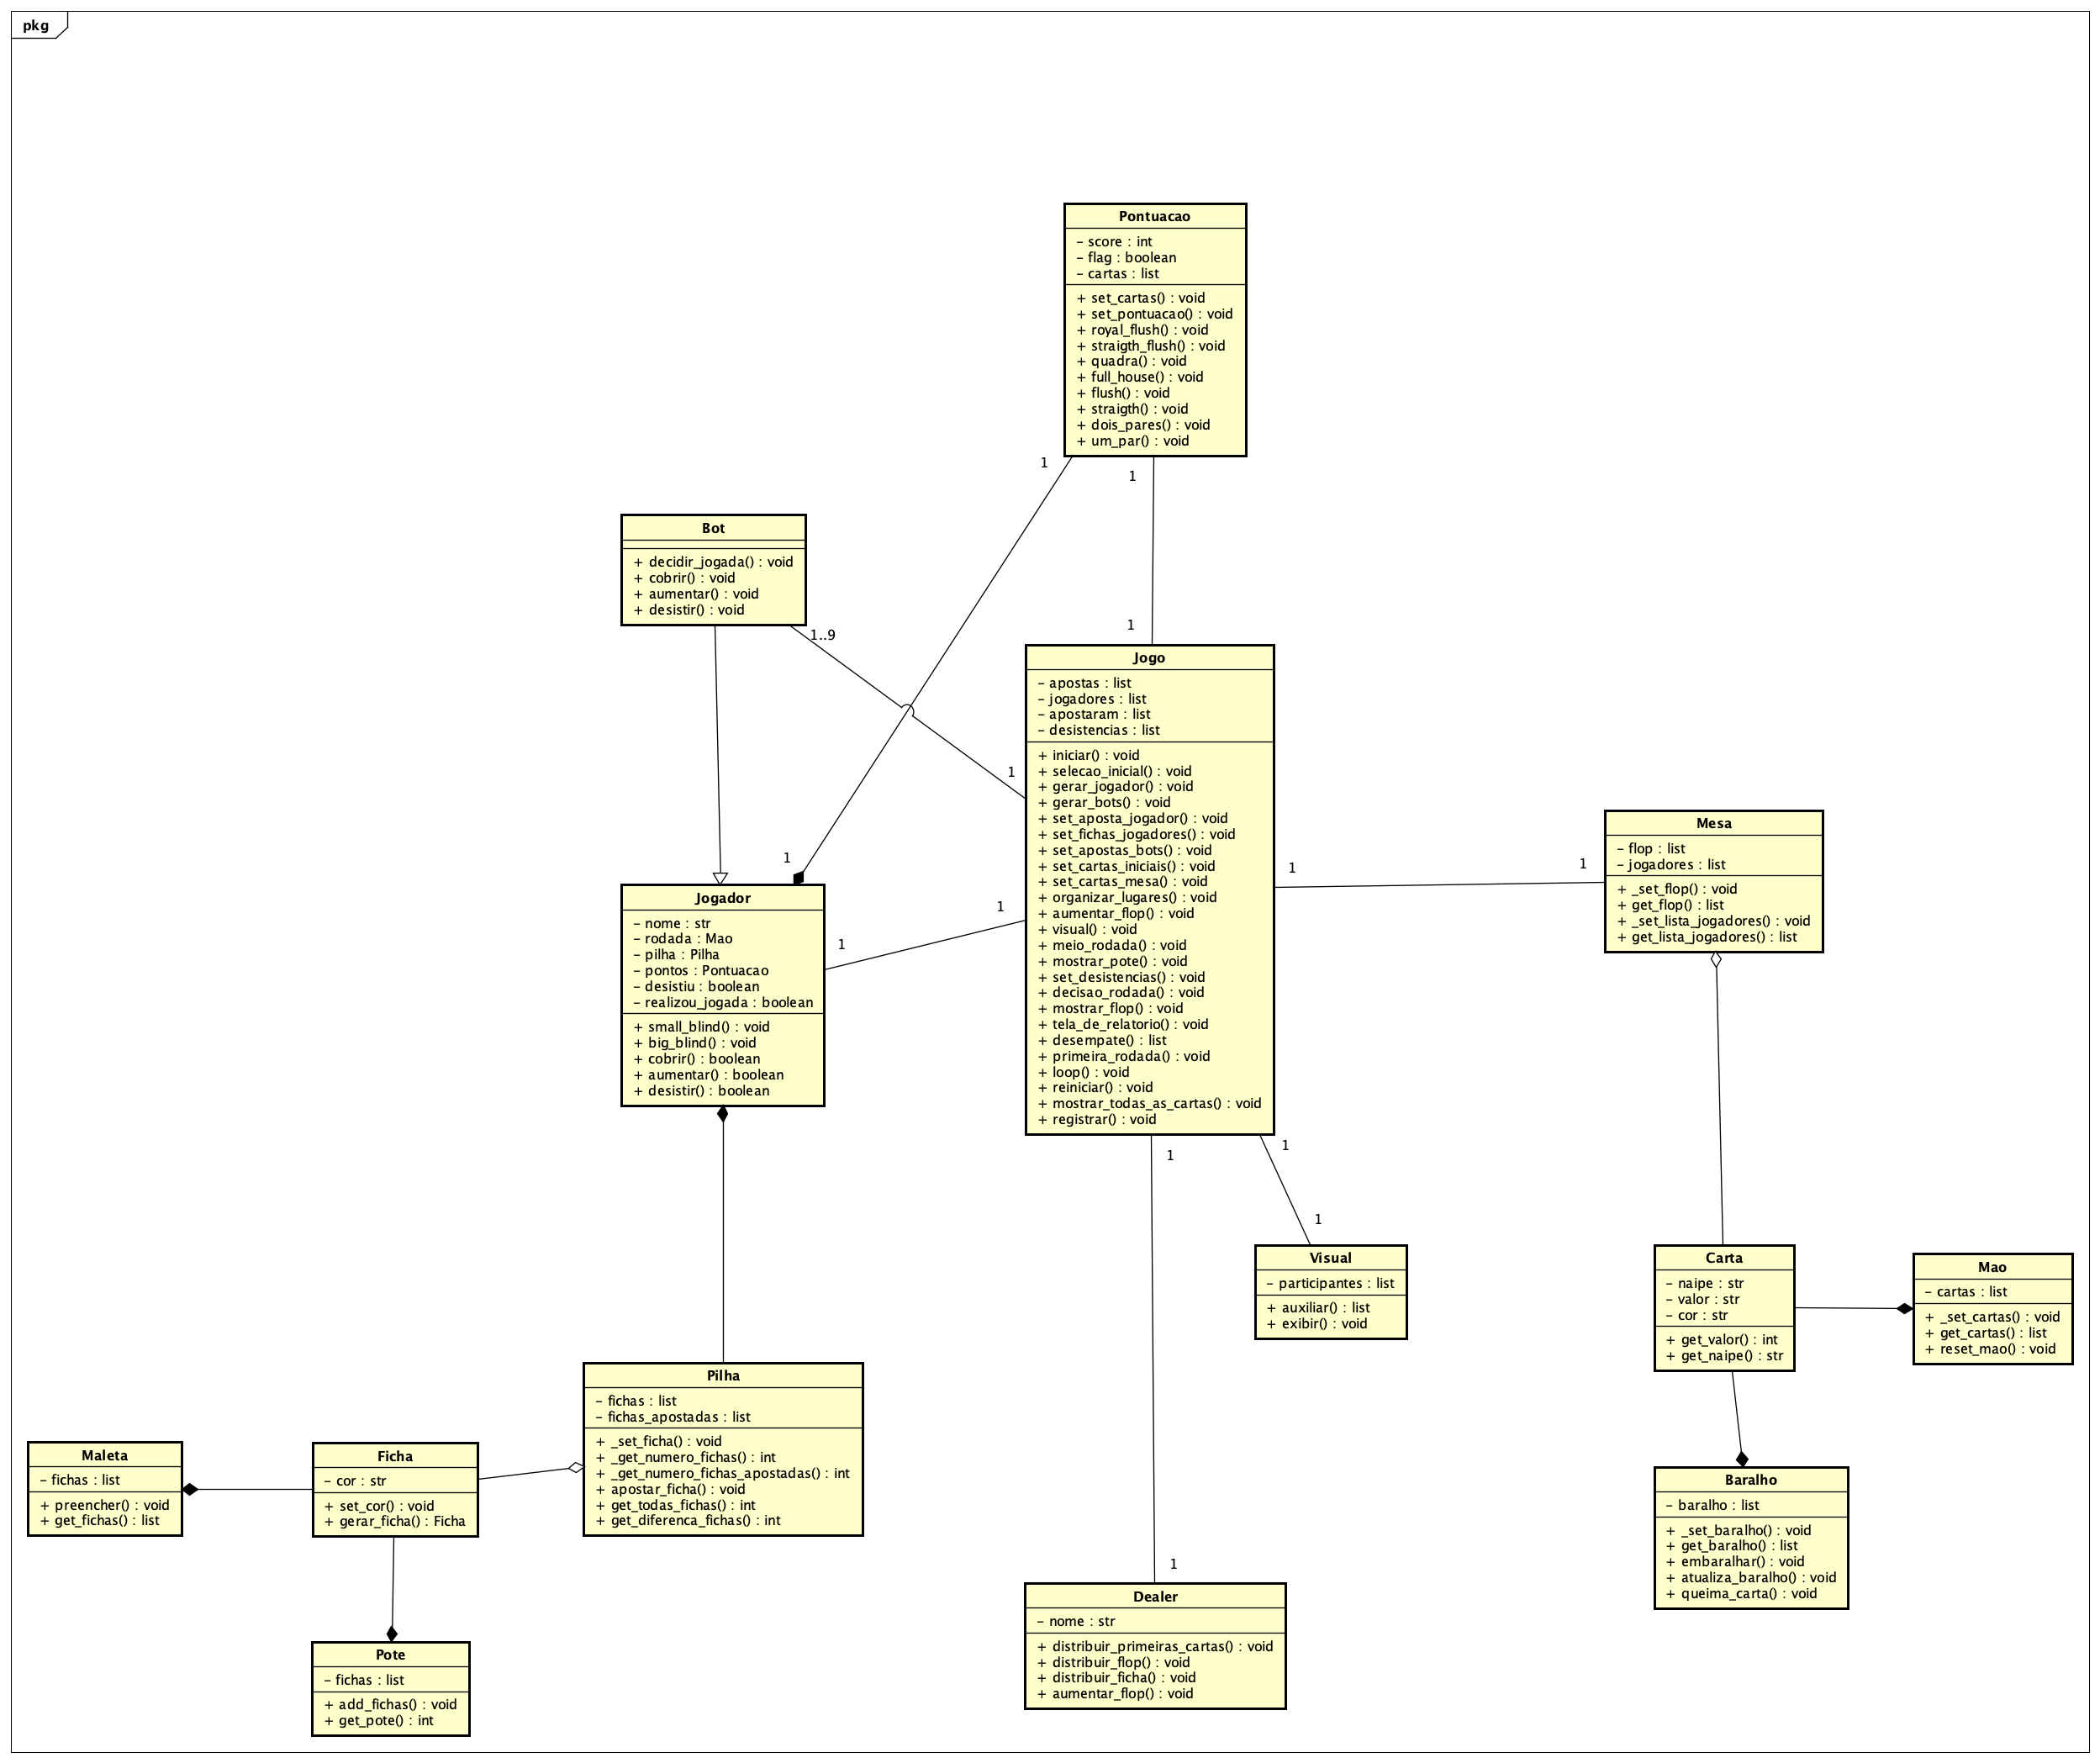 pkg
Pontuacao
– score : int
– flag : boolean
– cartas : list
+ set_cartas() : void
+ set_pontuacao() : void
+ royal_flush() : void
+ straigth_flush() : void
+ quadra() : void
+ full_house() : void
+ flush() : void
+ straigth() : void
+ dois_pares() : void
+ um_par() : void
1
1
Bot
+ decidir_jogada() : void
+ cobrir() : void
+ aumentar() : void
+ desistir() : void
1..9
1
1
1
Jogo
– apostas : list
– jogadores : list
– apostaram : list
– desistencias : list
+ iniciar() : void
+ selecao_inicial() : void
+ gerar_jogador() : void
+ gerar_bots() : void
+ set_aposta_jogador() : void
+ set_fichas_jogadores() : void
+ set_apostas_bots() : void
+ set_cartas_iniciais() : void
+ set_cartas_mesa() : void
+ organizar_lugares() : void
+ aumentar_flop() : void
+ visual() : void
+ meio_rodada() : void
+ mostrar_pote() : void
+ set_desistencias() : void
+ decisao_rodada() : void
+ mostrar_flop() : void
+ tela_de_relatorio() : void
+ desempate() : list
+ primeira_rodada() : void
+ loop() : void
+ reiniciar() : void
+ mostrar_todas_as_cartas() : void
+ registrar() : void
1
1
Mesa
– flop : list
– jogadores : list
+ _set_flop() : void
+ get_flop() : list
+ _set_lista_jogadores() : void
+ get_lista_jogadores() : list
Jogador
– nome : str
– rodada : Mao
– pilha : Pilha
– pontos : Pontuacao
– desistiu : boolean
– realizou_jogada : boolean
+ small_blind() : void
+ big_blind() : void
+ cobrir() : boolean
+ aumentar() : boolean
+ desistir() : boolean
1
1
1
1
1
Visual
– participantes : list
+ auxiliar() : list
+ exibir() : void
Carta
– naipe : str
– valor : str
– cor : str
+ get_valor() : int
+ get_naipe() : str
Mao
– cartas : list
+ _set_cartas() : void
+ get_cartas() : list
+ reset_mao() : void
Pilha
– fichas : list
– fichas_apostadas : list
+ _set_ficha() : void
+ _get_numero_fichas() : int
+ _get_numero_fichas_apostadas() : int
+ apostar_ficha() : void
+ get_todas_fichas() : int
+ get_diferenca_fichas() : int
Maleta
– fichas : list
+ preencher() : void
+ get_fichas() : list
Ficha
– cor : str
+ set_cor() : void
+ gerar_ficha() : Ficha
Baralho
– baralho : list
+ _set_baralho() : void
+ get_baralho() : list
+ embaralhar() : void
+ atualiza_baralho() : void
+ queima_carta() : void
1
Dealer
– nome : str
+ distribuir_primeiras_cartas() : void
+ distribuir_flop() : void
+ distribuir_ficha() : void
+ aumentar_flop() : void
Pote
– fichas : list
+ add_fichas() : void
+ get_pote() : int